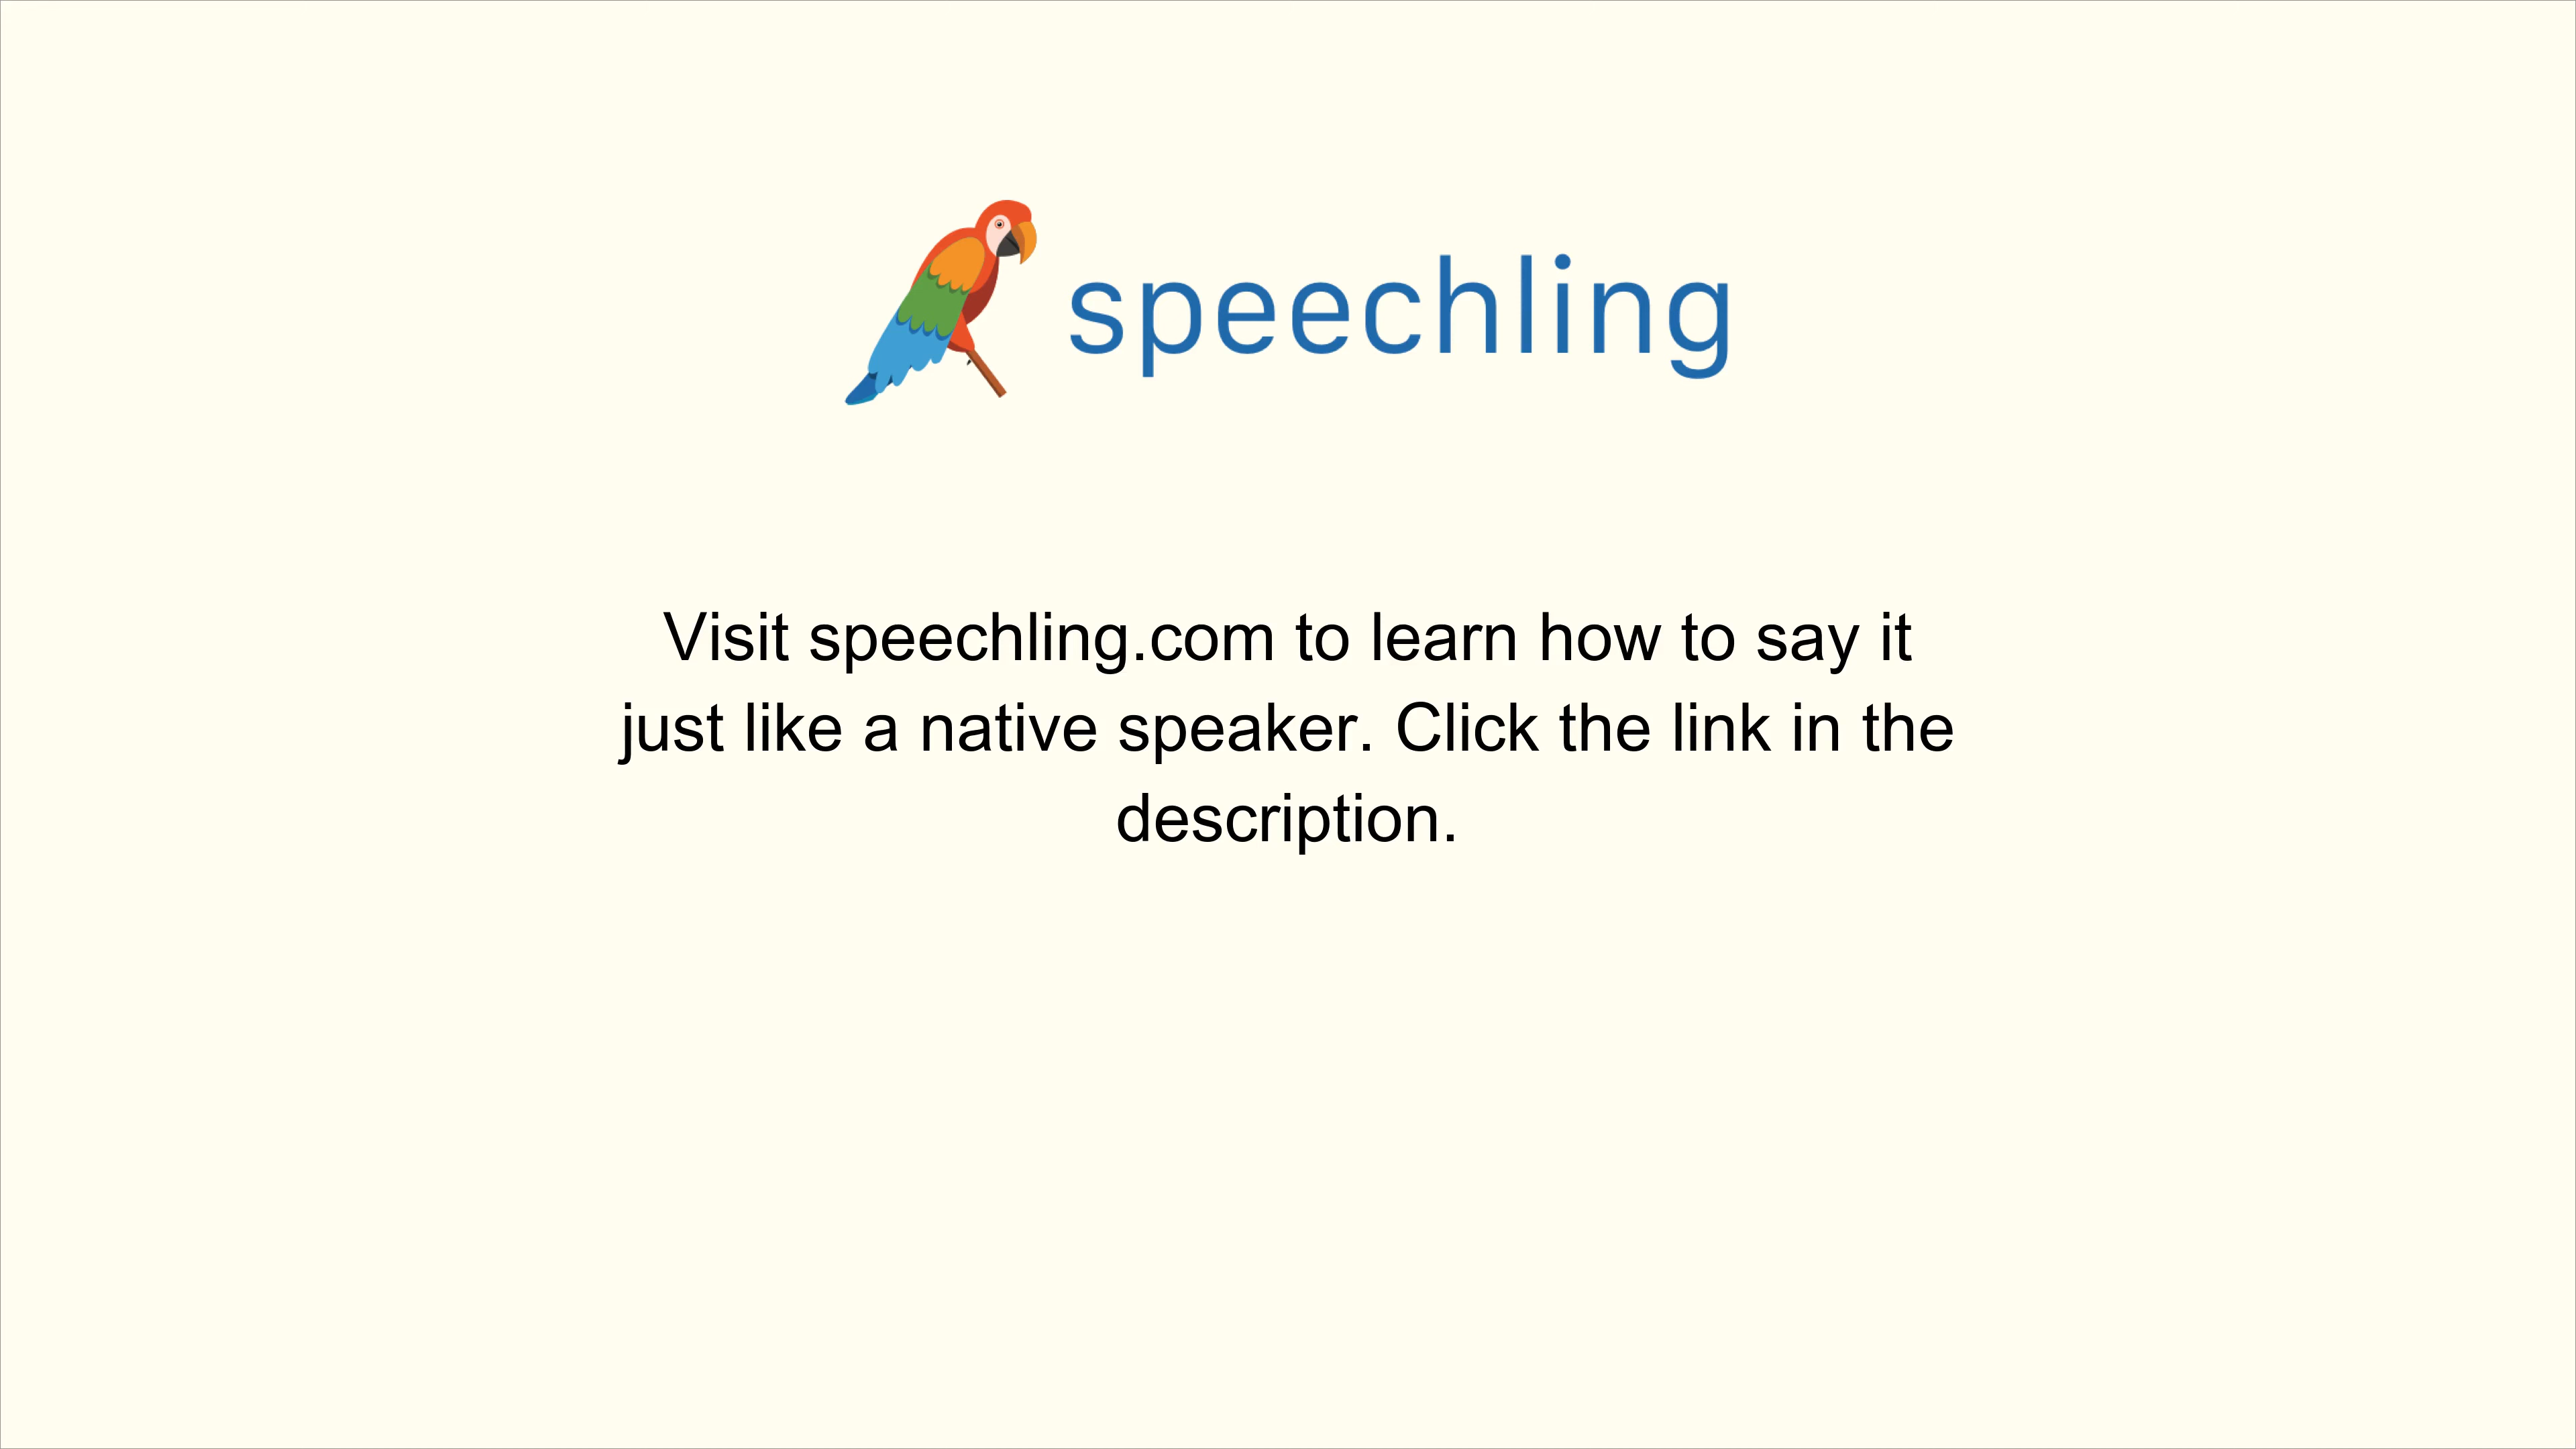 speechling
Visit speechling.com to learn how to say it
just like a native speaker. Click the link in the
description.